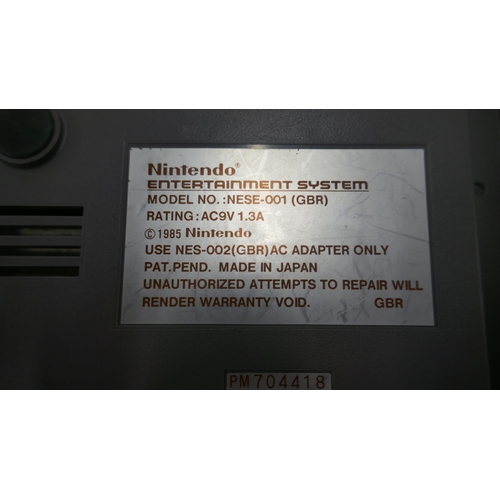 Nintendo®
ENTERTAINMENT SYSTEM
MODEL NO.:NESE-001 (GBR)
RATING:AC9V 1.3A
©1985 Nintendo
USE NES-002(GBR)AC ADAPTER ONLY
PAT.PEND. MADE IN JAPAN
UNAUTHORIZED ATTEMPTS TO REPAIR WILL
RENDER WARRANTY VOID. GBR
PM704418